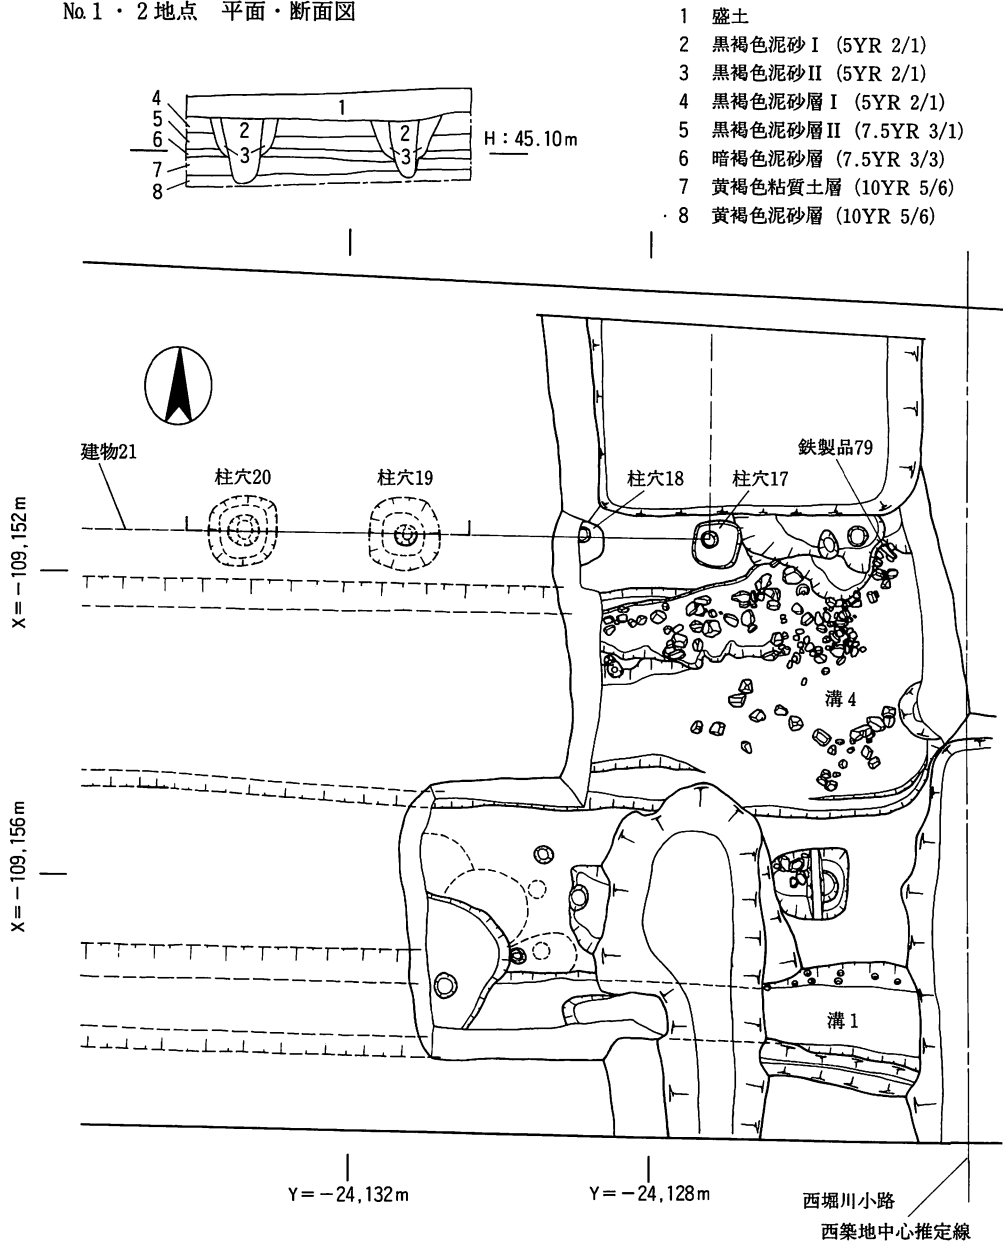 No.1・2地点 平面・断面図
1 盛土
2 黒褐色泥砂Ⅰ (5YR 2/1)
3 黒褐色泥砂II (5YR 2/1)
4 黒褐色泥砂層Ⅰ (5YR 2/1)
5 黒褐色泥砂層II (7.5YR 3/1)
6 暗褐色泥砂層 (7.5YR 3/3)
7 黄褐色粘質土層 (10YR 5/6)
8 黄褐色泥砂層 (10YR 5/6)
4
5
6
7
8
1
2
3
2
3
H:45.10m
建物21
柱穴20
柱穴19
柱穴18
柱穴17
鉄製品79
X=-109,152m
溝4
X=-109,156m
溝1
Y=-24,132m
Y=-24,128m
西堀川小路
西築地中心推定線